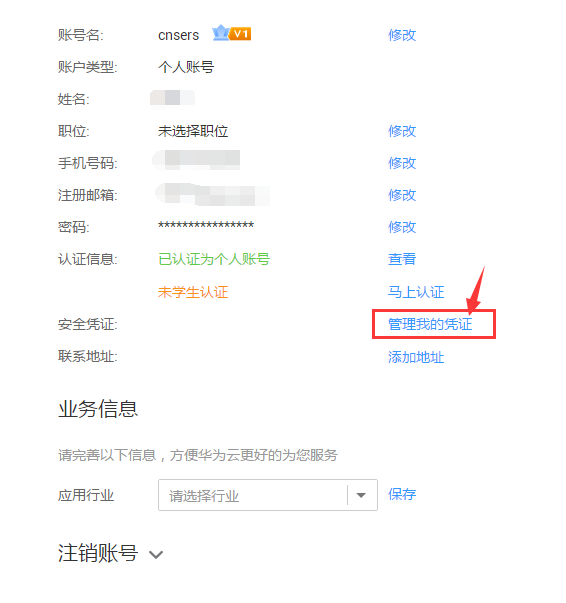 账号名: cnsers V1 修改
账户类型: 个人账号
姓名:
职位: 未选择职位 修改
手机号码: 修改
注册邮箱: 修改
密码: **************** 修改
认证信息: 已认证为个人账号 查看
未学生认证 马上认证
安全凭证: 管理我的凭证
联系地址: 添加地址
业务信息
请完善以下信息，方便华为云更好的为您服务
应用行业 请选择行业 保存
注销账号